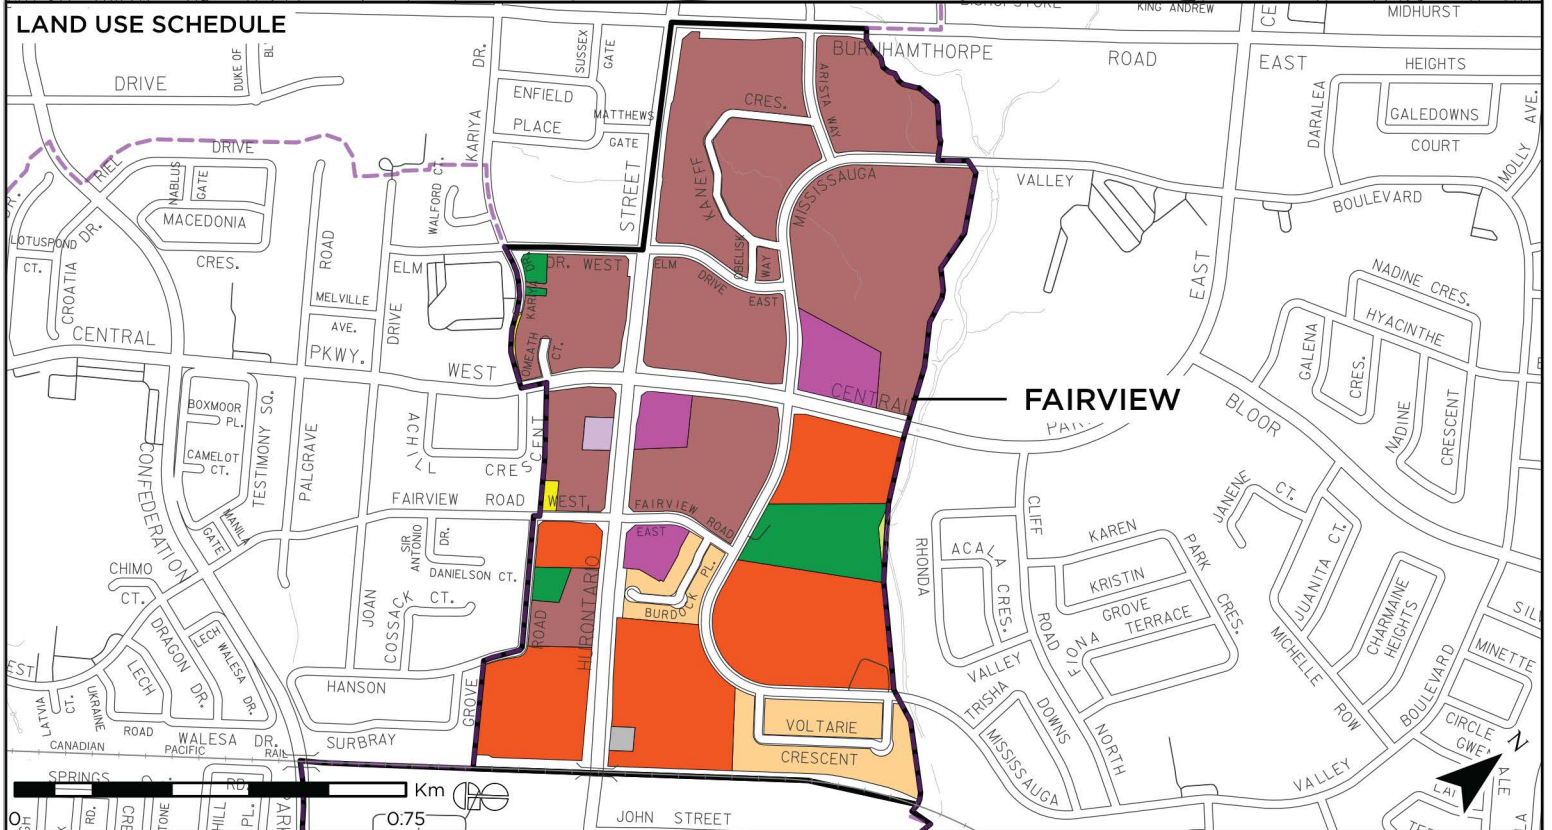 LAND USE SCHEDULE
KING ANDREW
MIDHURST
BURNHAMTHORPE
ROAD
EAST
HEIGHTS
DRIVE
DUKE OF
DR.
SUSSEX
GATE
ENFIELD
PLACE
MATTHEWS
GATE
KARIYA
STREET
CRES.
ARISTA WAY
KANEFF
MISSISSAUGA
VALLEY
BOULEVARD
DARALEA
GALEDOWNS
COURT
MOLLY
AVE.
RIEL
DRIVE
NABLUS
GATE
MACEDONIA
CRES.
WALFORD CT.
LOTUSPOND
CT.
CROATIA
DR.
ROAD
ELM
DR. WEST
ELM
DRIVE
EAST
OBELISK
WAY
KARIYA
DR.
OMEATH
CT.
MELVILLE
AVE.
DRIVE
CENTRAL
PKWY.
WEST
CENTRAL
FAIRVIEW
EAST
BLOOR
NADINE CRES.
HYACINTHE
GALENA
CRES.
NADINE
CRESCENT
BOXMOOR
PL.
CAMELOT
CT.
TESTIMONY SQ.
PALGRAVE
CONFEDERATION
MANILA
GATE
CRESCENT
FAIRVIEW
ROAD
WEST
FAIRVIEW
ROAD
EAST
SIR
ANTONIO
DR.
DANIELSON CT.
CHIMO
CT.
JOAN
COSSACK
CT.
ROAD
HURONTARIO
BURDOCK
PL.
RHONDA
ACALA
CRES.
CLIFF
ROAD
KAREN
PARK
CRES.
KRISTIN
GROVE
TERRACE
FIONA
JANENE
CT.
JUANITA CT.
CHARMAINE
HEIGHTS
MICHELLE
ROW
BOULEVARD
MINETTE
CIRCLE
DRAGON
DR.
LECH
WALESA DR.
LECH
HANSON
GROVE
LATVIA
CT.
UKRAINE
ROAD
WALESA DR.
SURBRAY
CANADIAN
PACIFIC
RAIL
VALLEY
TRISHA
DOWNS
MISSISSAUGA
NORTH
VALLEY
VOLTARIE
CRESCENT
N
SPRINGS
RD.
Km
0
0.75
RD.
HILL
PL.
JOHN STREET